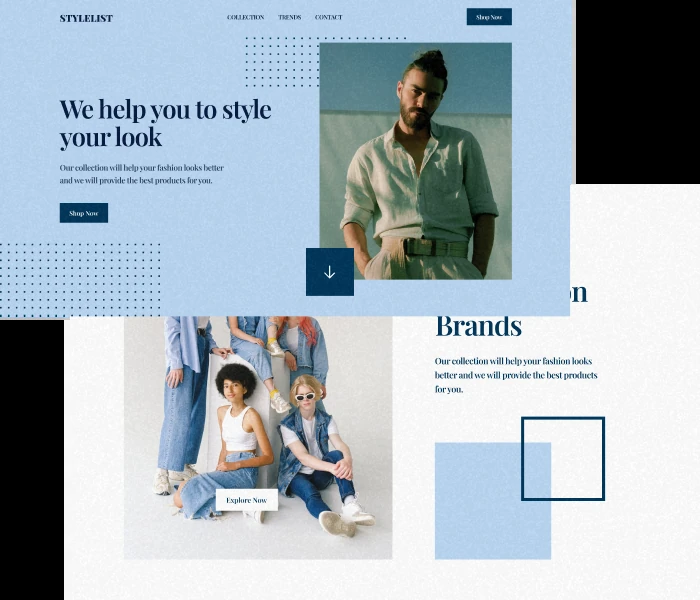 STYLELIST
COLLECTION
TRENDS
CONTACT
Shop Now
We help you to style
your look
Our collection will help your fashion looks better
and we will provide the best products for you.
Shop Now
on
Brands
Our collection will help your fashion looks
better and we will provide the best products
for you.
Explore Now